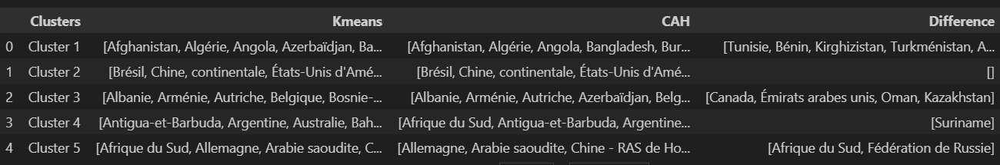 Clusters Kmeans CAH Difference
0 Cluster 1 [Afghanistan, Algérie, Angola, Azerbaïdjan, Ba... [Afghanistan, Algérie, Angola, Bangladesh, Bur... [Tunisie, Bénin, Kirghizistan, Turkménistan, A...
1 Cluster 2 [Brésil, Chine, continentale, États-Unis d'Amé... [Brésil, Chine, continentale, États-Unis d'Amé... []
2 Cluster 3 [Albanie, Arménie, Autriche, Belgique, Bosnie-... [Albanie, Arménie, Autriche, Azerbaïdjan, Belg... [Canada, Émirats arabes unis, Oman, Kazakhstan]
3 Cluster 4 [Antigua-et-Barbuda, Argentine, Australie, Bah... [Afrique du Sud, Antigua-et-Barbuda, Argentine... [Suriname]
4 Cluster 5 [Afrique du Sud, Allemagne, Arabie saoudite, C... [Allemagne, Arabie saoudite, Chine - RAS de Ho... [Afrique du Sud, Fédération de Russie]